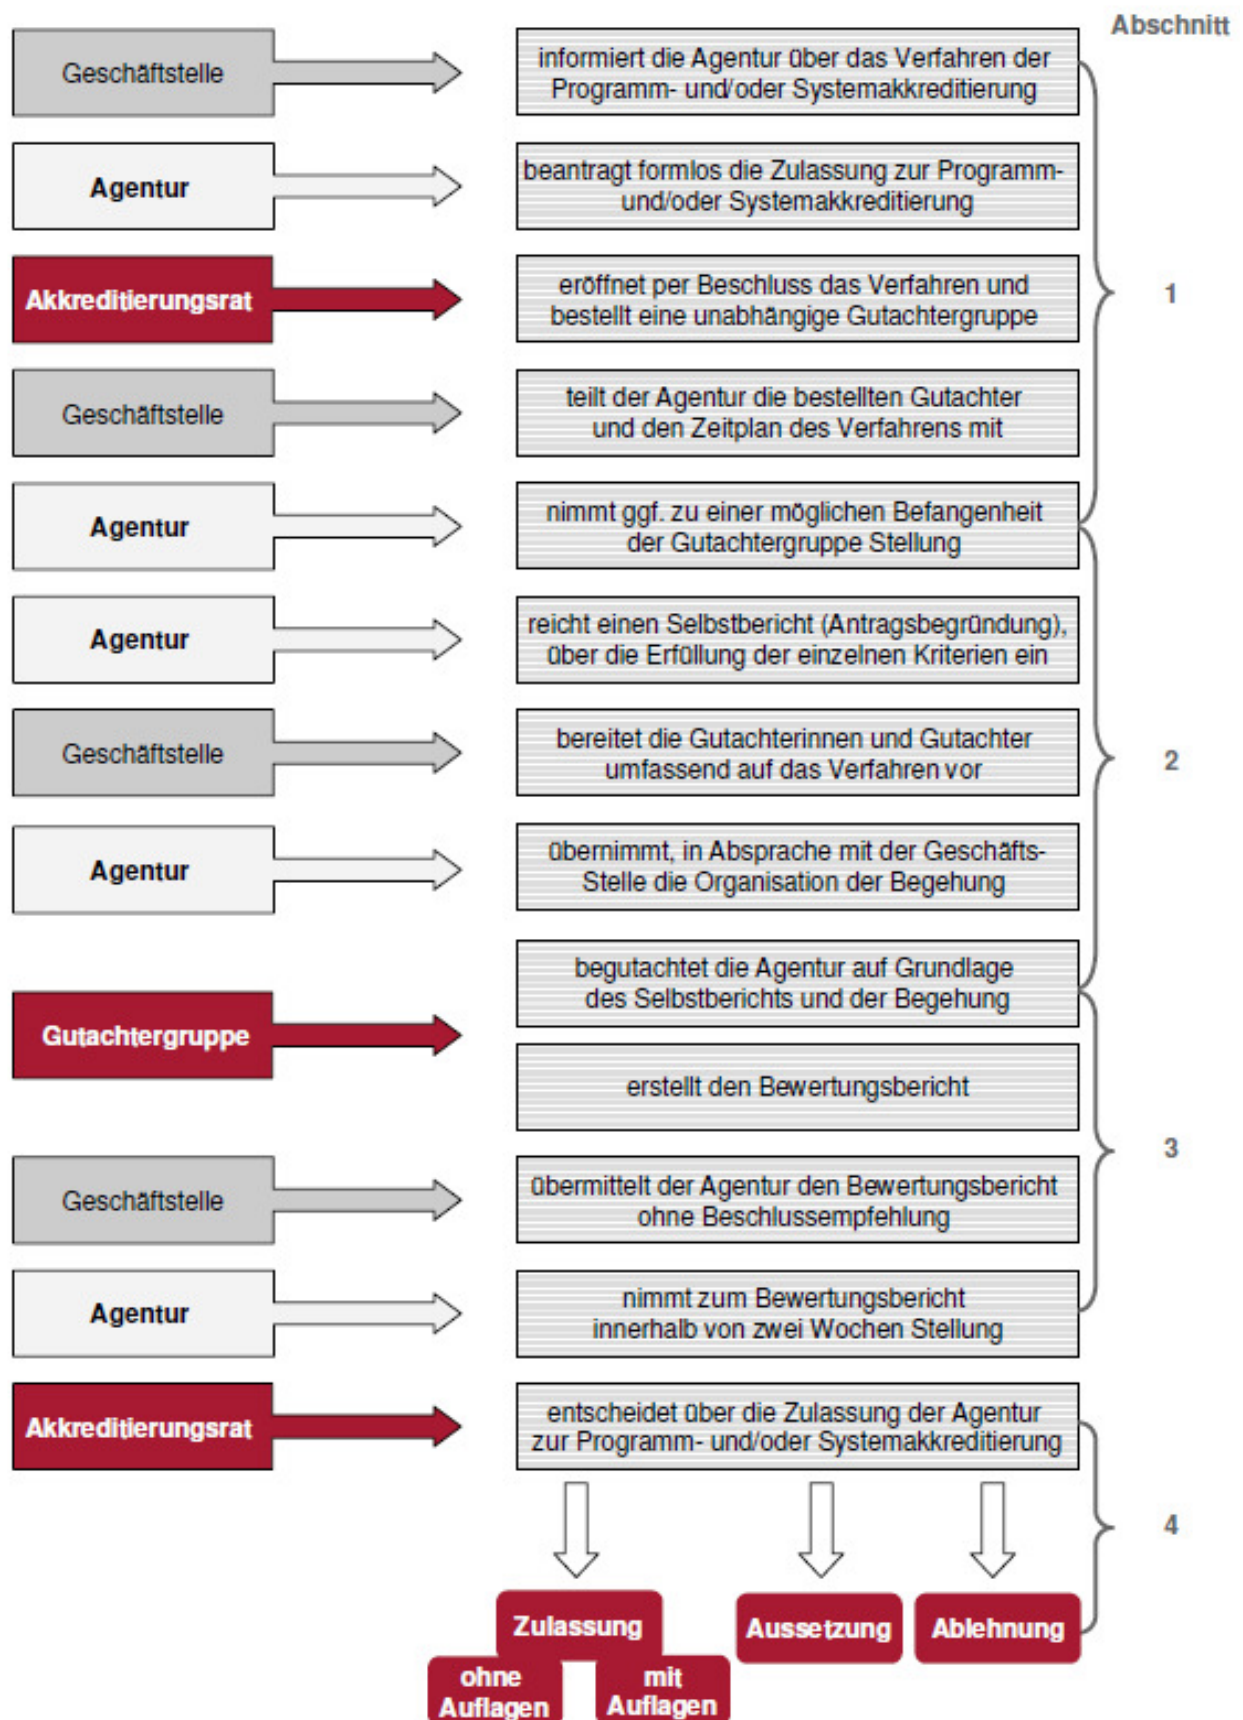 Abschnitt
Geschäftstelle
informiert die Agentur über das Verfahren der
Programm- und/oder Systemakkreditierung
Agentur
beantragt formlos die Zulassung zur Programm-
und/oder Systemakkreditierung
Akkreditierungsrat
eröffnet per Beschluss das Verfahren und
bestellt eine unabhängige Gutachtergruppe
1
Geschäftstelle
teilt der Agentur die bestellten Gutachter
und den Zeitplan des Verfahrens mit
Agentur
nimmt ggf. zu einer möglichen Befangenheit
der Gutachtergruppe Stellung
Agentur
reicht einen Selbstbericht (Antragsbegründung),
über die Erfüllung der einzelnen Kriterien ein
Geschäftstelle
bereitet die Gutachterinnen und Gutachter
umfassend auf das Verfahren vor
2
Agentur
übernimmt, in Absprache mit der Geschäfts-
Stelle die Organisation der Begehung
Gutachtergruppe
begutachtet die Agentur auf Grundlage
des Selbstberichts und der Begehung
erstellt den Bewertungsbericht
3
Geschäftstelle
übermittelt der Agentur den Bewertungsbericht
ohne Beschlussempfehlung
Agentur
nimmt zum Bewertungsbericht
innerhalb von zwei Wochen Stellung
Akkreditierungsrat
entscheidet über die Zulassung der Agentur
zur Programm- und/oder Systemakkreditierung
4
Zulassung
Aussetzung
Ablehnung
ohne
Auflagen
mit
Auflagen